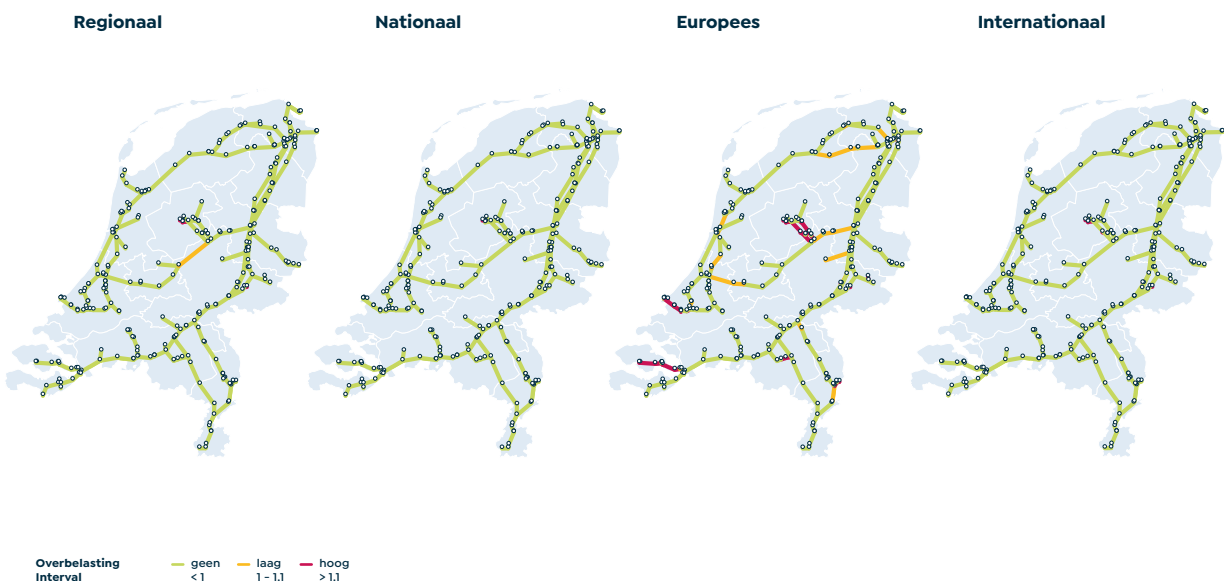 Regionaal Nationaal Europees Internationaal
Overbelasting geen laag hoog
Interval < 1 1 - 1,1 > 1,1